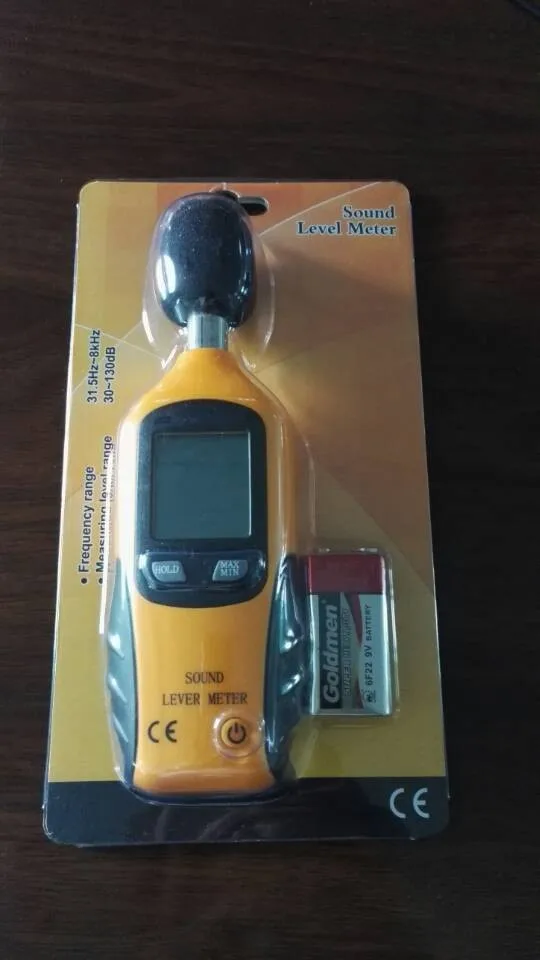 Sound
Level Meter
• Frequency range 31.5Hz~8kHz
• Measuring level range 30~130dB
HOLD
MAX
MIN
SOUND
LEVER METER
CE
Goldmen
6F22 9V BATTERY
CE